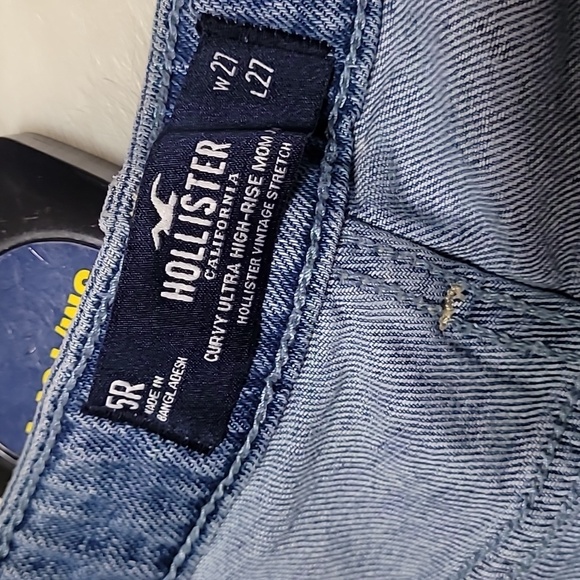 W27
L27
HOLLISTER
CALIFORNIA
CURVY ULTRA HIGH-RISE MOM
HOLLISTER VINTAGE STRETCH
5R
MADE IN
BANGLADESH